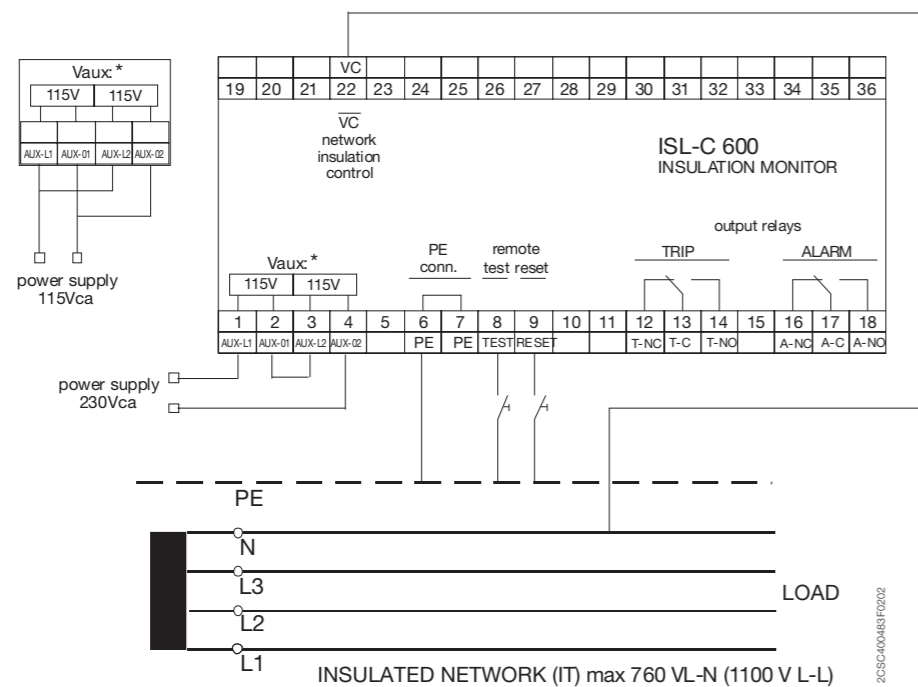 Vaux: *
115V 115V
AUX-L1 AUX-01 AUX-L2 AUX-02
power supply
115Vca
VC
19 20 21 22 23 24 25 26 27 28 29 30 31 32 33 34 35 36
VC
network
insulation
control
ISL-C 600
INSULATION MONITOR
output relays
PE
conn.
remote
test reset
TRIP
ALARM
Vaux: *
115V 115V
1 2 3 4 5 6 7 8 9 10 11 12 13 14 15 16 17 18
AUX-L1 AUX-01 AUX-L2 AUX-02 PE PE TEST RESET T-NC T-C T-NO A-NC A-C A-NO
power supply
230Vca
PE
N
L3
L2
L1
LOAD
INSULATED NETWORK (IT) max 760 VL-N (1100 V L-L)
2CSC400483F0202